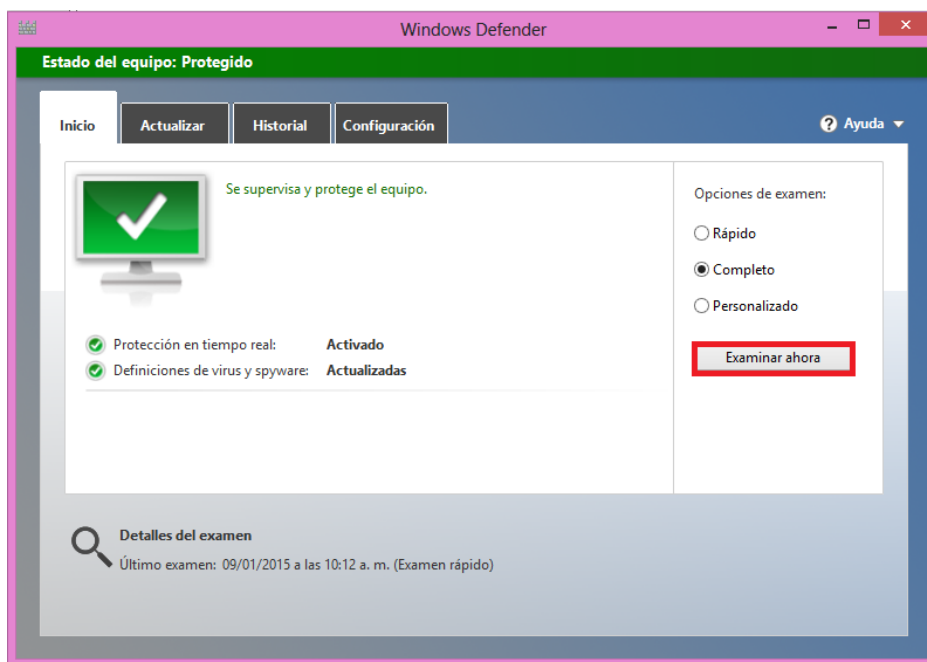 Windows Defender
Estado del equipo: Protegido
Inicio
Actualizar
Historial
Configuración
Ayuda
Se supervisa y protege el equipo.
Protección en tiempo real: Activado
Definiciones de virus y spyware: Actualizadas
Opciones de examen:
Rápido
Completo
Personalizado
Examinar ahora
Detalles del examen
Último examen: 09/01/2015 a las 10:12 a. m. (Examen rápido)